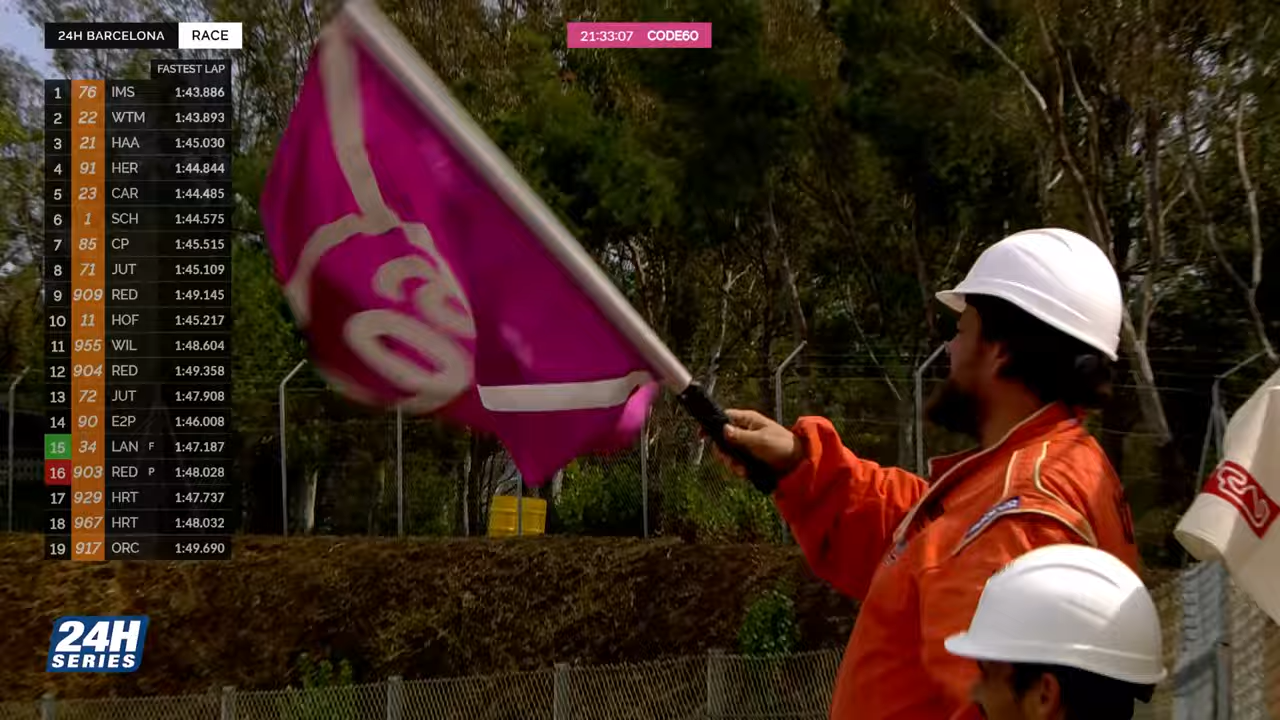 24H BARCELONA RACE
21:33:07 CODE60
FASTEST LAP
1 76 IMS 1:43.886
2 22 WTM 1:43.893
3 21 HAA 1:45.030
4 91 HER 1:44.844
5 23 CAR 1:44.485
6 1 SCH 1:44.575
7 85 CP 1:45.515
8 71 JUT 1:45.109
9 909 RED 1:49.145
10 11 HOF 1:45.217
11 955 WIL 1:48.604
12 904 RED 1:49.358
13 72 JUT 1:47.908
14 90 E2P 1:46.008
15 34 LAN F 1:47.187
16 903 RED P 1:48.028
17 929 HRT 1:47.737
18 967 HRT 1:48.032
19 917 ORC 1:49.690
60
24H
SERIES